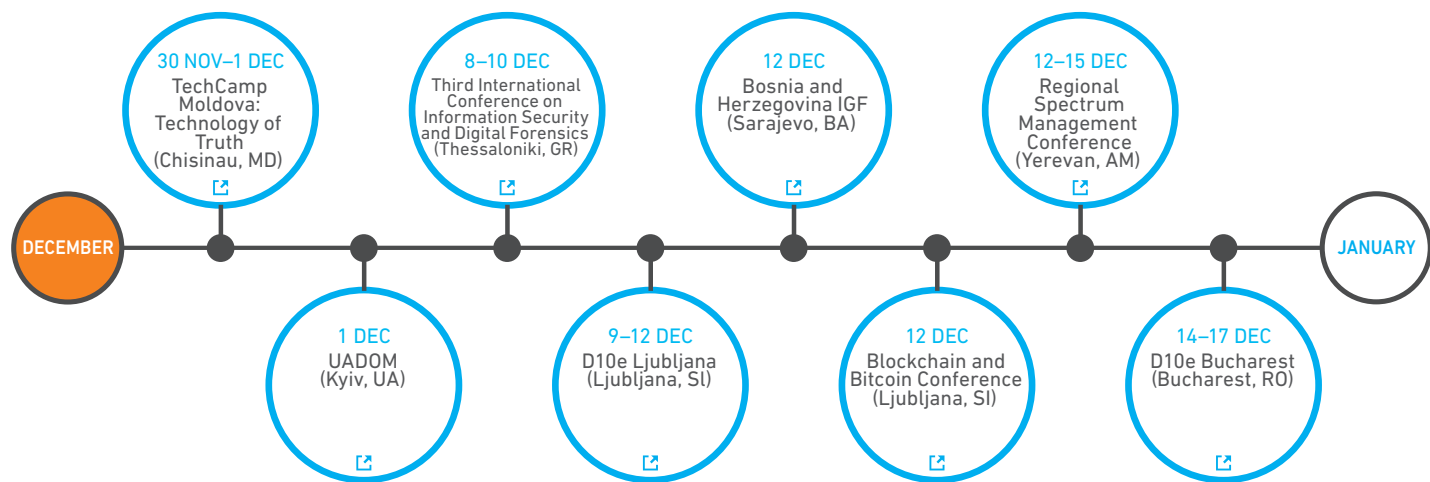 DECEMBER
30 NOV–1 DEC
TechCamp
Moldova:
Technology of
Truth
(Chisinau, MD)
1 DEC
UADOM
(Kyiv, UA)
8–10 DEC
Third International
Conference on
Information Security
and Digital Forensics
(Thessaloniki, GR)
9–12 DEC
D10e Ljubljana
(Ljubljana, Sl)
12 DEC
Bosnia and
Herzegovina IGF
(Sarajevo, BA)
12 DEC
Blockchain and
Bitcoin Conference
(Ljubljana, SI)
12–15 DEC
Regional
Spectrum
Management
Conference
(Yerevan, AM)
14–17 DEC
D10e Bucharest
(Bucharest, RO)
JANUARY